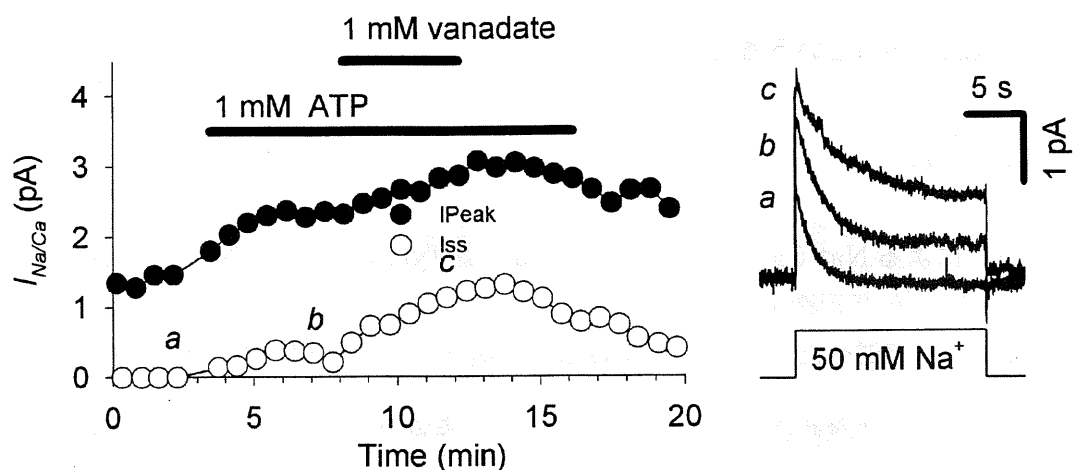 1 mM vanadate
1 mM ATP
4
3
2
1
0
I Na/Ca (pA)
IPeak
Iss
a
b
c
0
5
10
15
20
Time (min)
c
b
a
5 s
1 pA
50 mM Na⁺